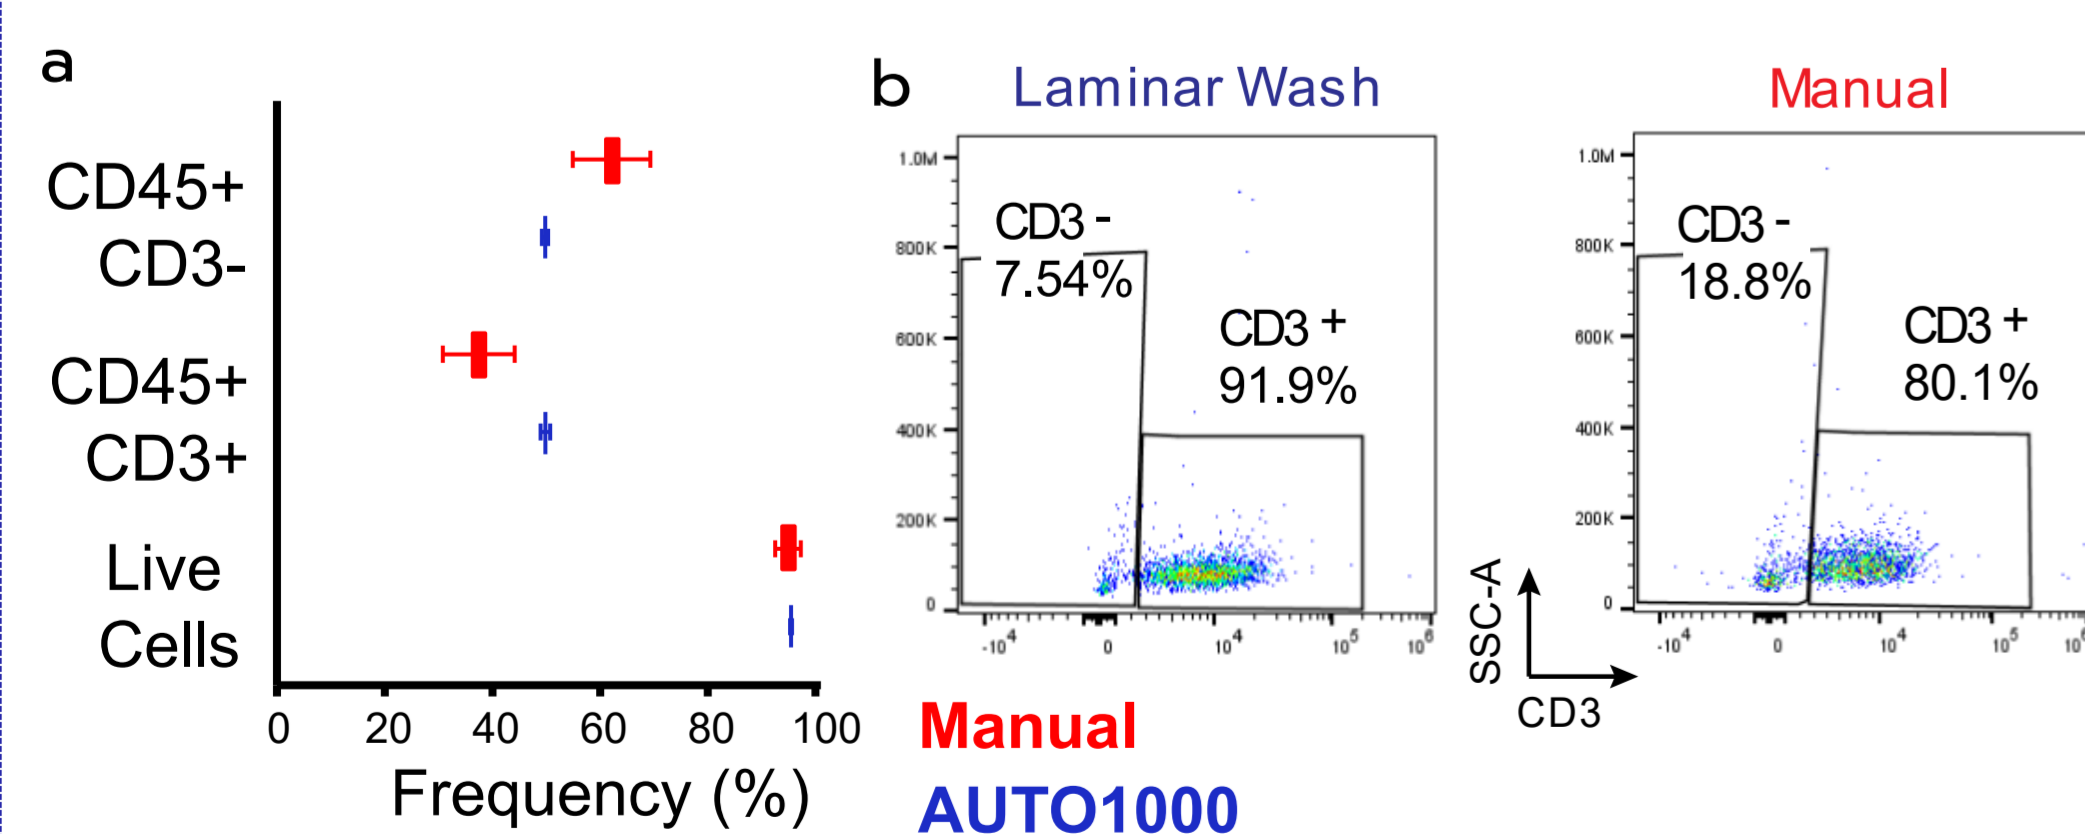 a
CD45+
CD3-
CD45+
CD3+
Live
Cells
0 20 40 60 80 100
Frequency (%)
b
Laminar Wash
1.0M
800K
600K
400K
200K
0
CD3 -
7.54%
CD3 +
91.9%
-10^4 0 10^4 10^5 10^6
Manual
1.0M
800K
600K
400K
200K
0
CD3 -
18.8%
CD3 +
80.1%
-10^4 0 10^4 10^5
SSC-A
CD3
Manual
AUTO1000